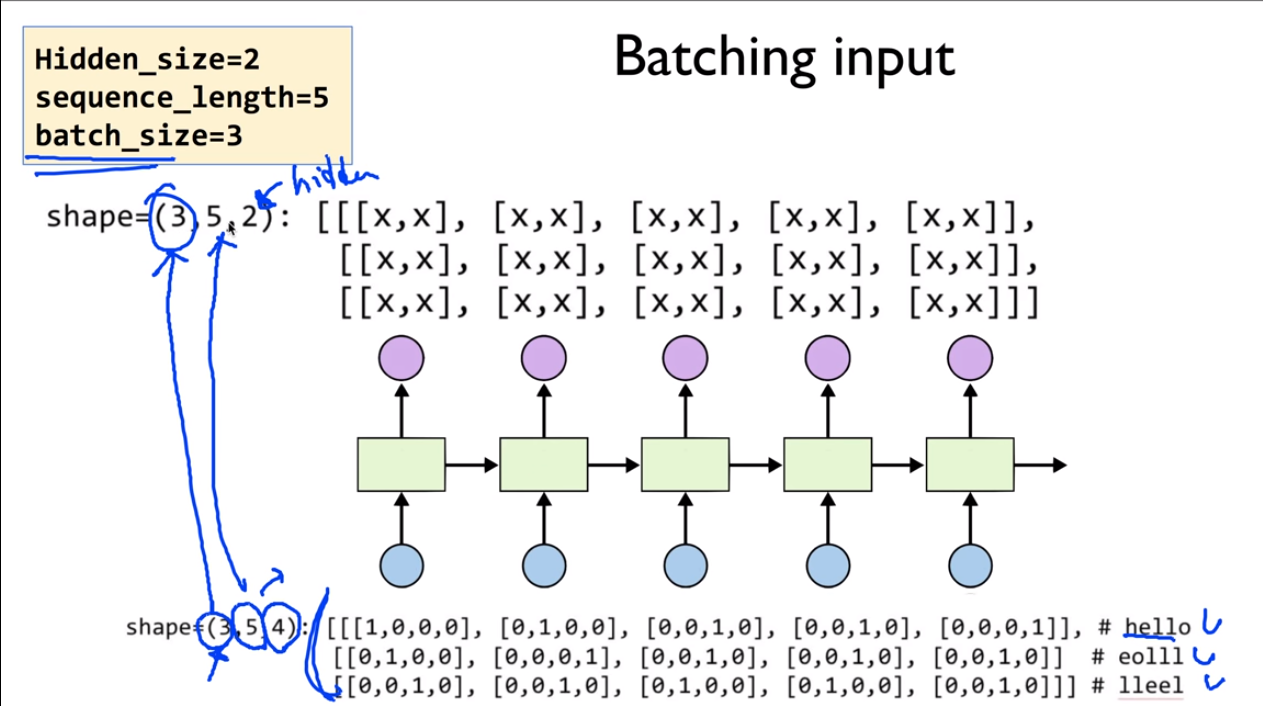 Batching input
Hidden_size=2
sequence_length=5
batch_size=3
hidden
shape=(3,5,2): [[[x,x], [x,x], [x,x], [x,x], [x,x]],
[[x,x], [x,x], [x,x], [x,x], [x,x]],
[[x,x], [x,x], [x,x], [x,x], [x,x]]]
shape=(3,5,4): [[[1,0,0,0], [0,1,0,0], [0,0,1,0], [0,0,1,0], [0,0,0,1]], # hello
[[0,1,0,0], [0,0,0,1], [0,0,1,0], [0,0,1,0], [0,0,1,0]] # eolll
[[0,0,1,0], [0,0,1,0], [0,1,0,0], [0,1,0,0], [0,0,1,0]]] # lleel